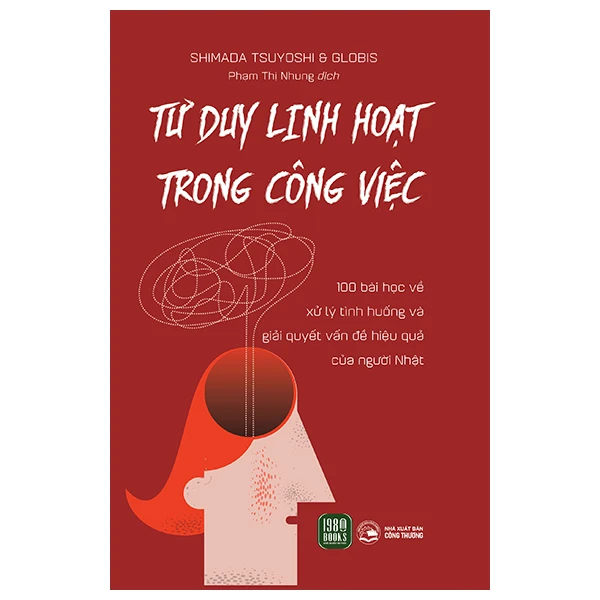 SHIMADA TSUYOSHI & GLOBIS
Phạm Thị Nhung dịch
TƯ DUY LINH HOẠT
TRONG CÔNG VIỆC
100 bài học về
xử lý tình huống và
giải quyết vấn đề hiệu quả
của người Nhật
1980
BOOKS
NHÀ XUẤT BẢN
CÔNG THƯƠNG